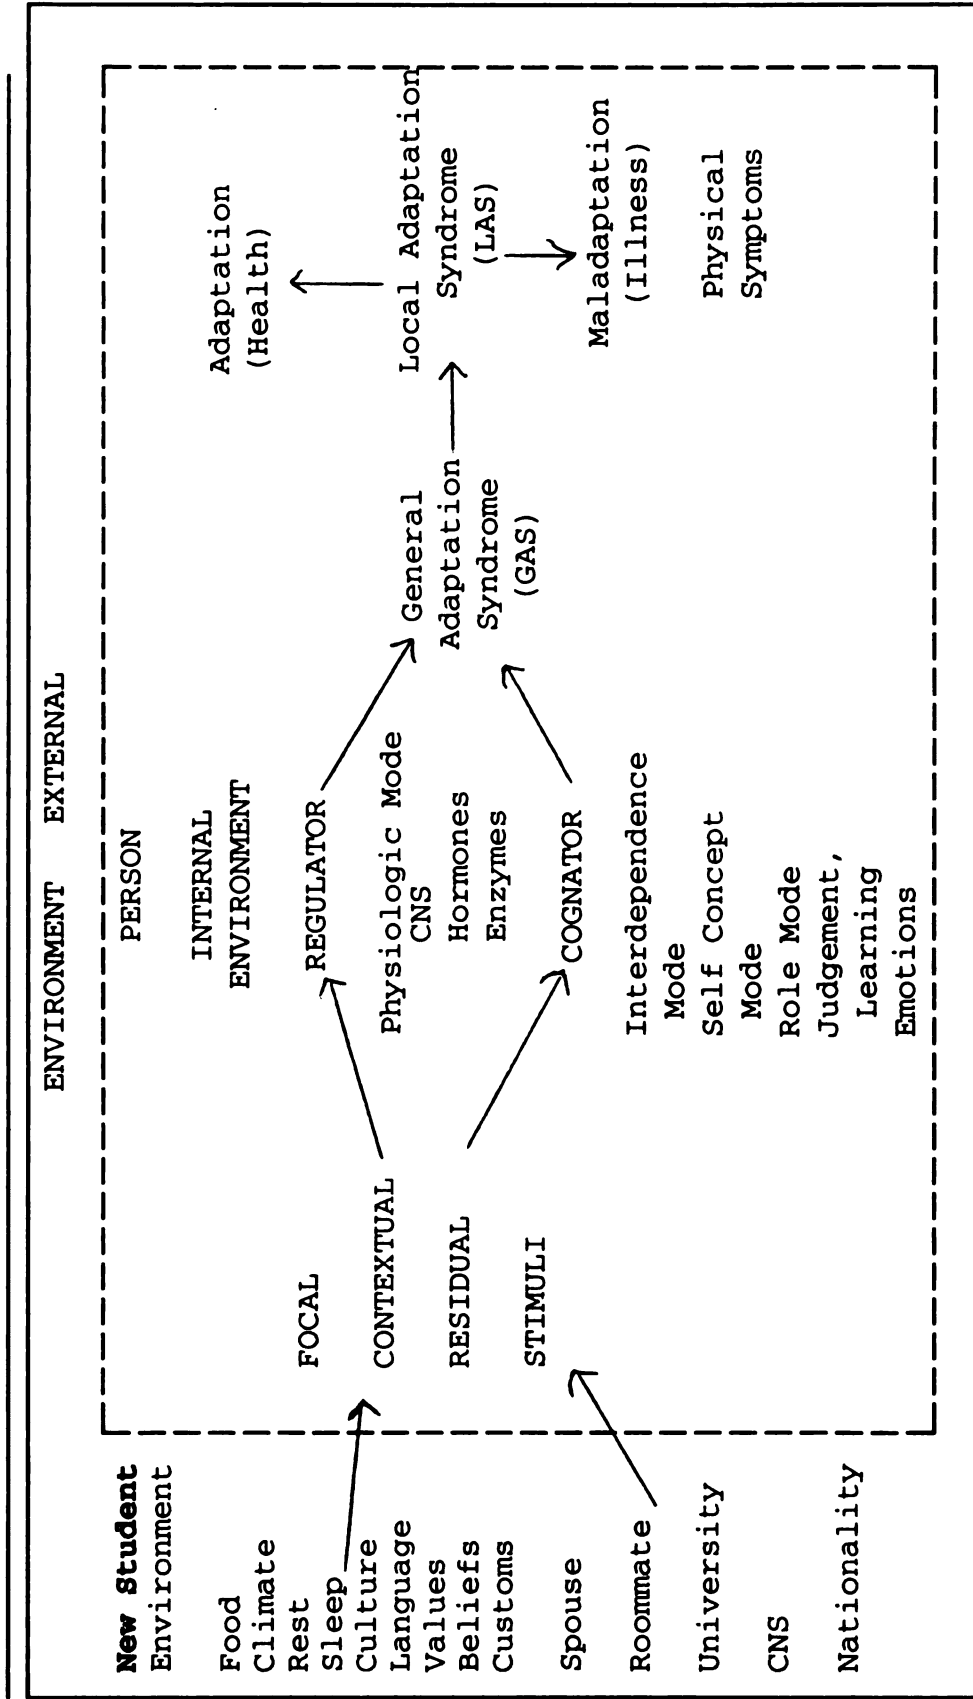 ENVIRONMENT   EXTERNAL
New Student
Environment
Food
Climate
Rest
Sleep
Culture
Language
Values
Beliefs
Customs
Spouse
Roommate
University
CNS
Nationality
FOCAL
CONTEXTUAL
RESIDUAL
STIMULI
PERSON
INTERNAL
ENVIRONMENT
REGULATOR
Physiologic Mode
CNS
Hormones
Enzymes
COGNATOR
Interdependence
Mode
Self Concept
Mode
Role Mode
Judgement,
Learning
Emotions
General
Adaptation
Syndrome
(GAS)
Adaptation
(Health)
Local Adaptation
Syndrome
(LAS)
Maladaptation
(Illness)
Physical
Symptoms